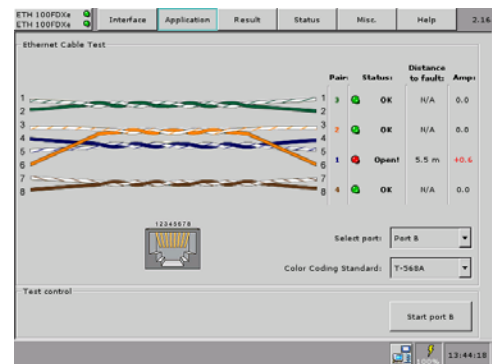 ETH 100FDXe
ETH 100FDXe
Interface Application Result Status Misc. Help 2.16
Ethernet Cable Test
Pair: Status: Distance to fault: Amp:
1 1 3 OK N/A 0.0
2 2
3 3 2 OK N/A 0.0
4 4
5 5 1 Open! 5.5 m +0.6
6 6
7 7 4 OK N/A 0.0
8 8
12345678
Select port: Port B
Color Coding Standard: T-568A
Test control
Start port B
100% 13:44:18